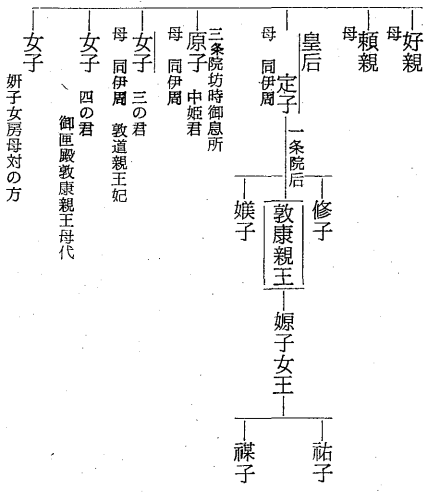 好親
母
頼親
母
皇后
定子
母 同伊周
一条院后
修子
敦康親王
媄子
嫄子女王
祐子
禖子
三条院坊時御息所
原子 中姫君
母 同伊周
女子 三の君
母 同伊周 敦道親王妃
女子 四の君
御匣殿敦康親王母代
女子
妍子女房母対の方